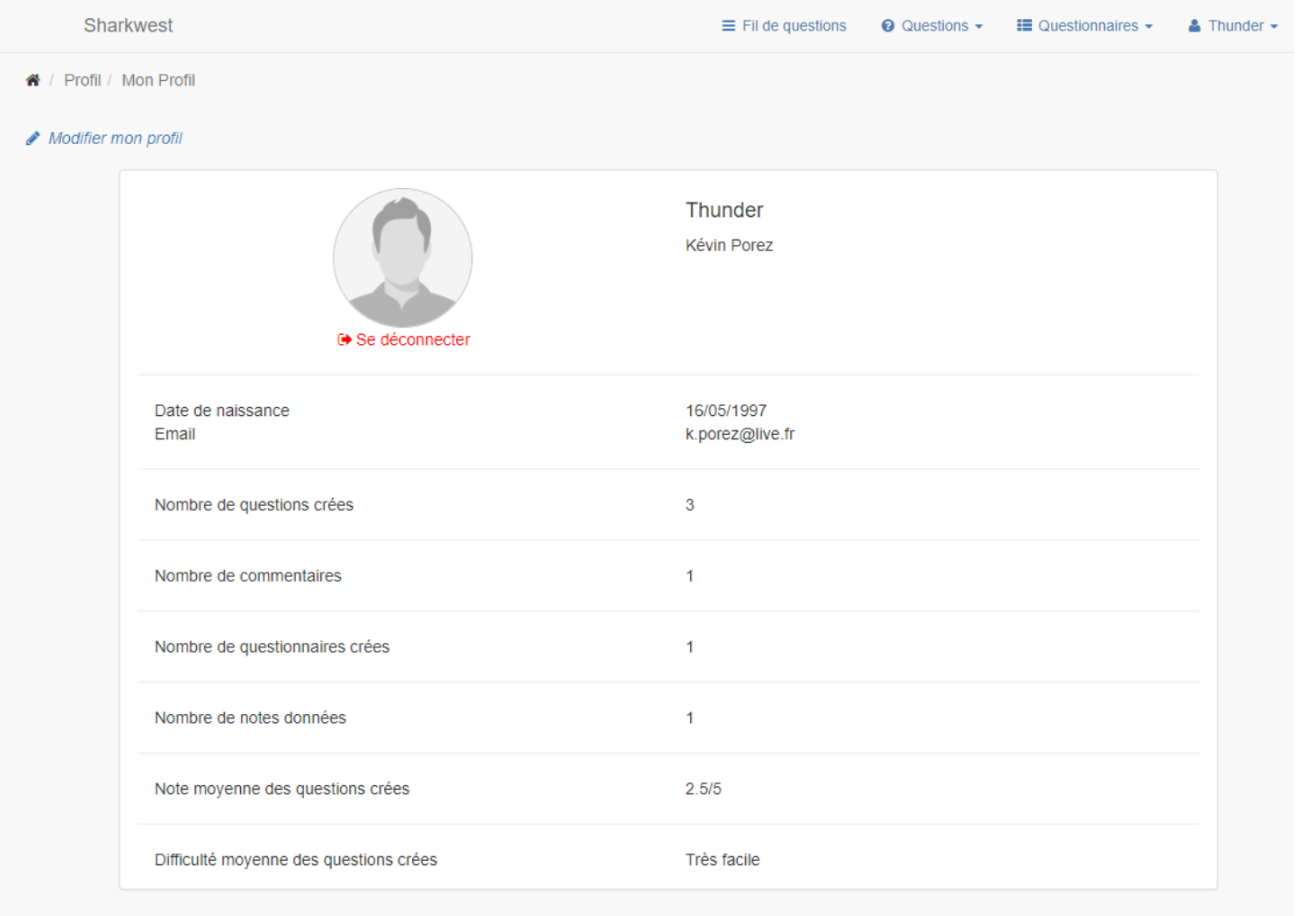 Sharkwest Fil de questions Questions Questionnaires Thunder
/ Profil / Mon Profil
Modifier mon profil
Thunder
Kévin Porez
Se déconnecter
Date de naissance 16/05/1997
Email k.porez@live.fr
Nombre de questions crées 3
Nombre de commentaires 1
Nombre de questionnaires crées 1
Nombre de notes données 1
Note moyenne des questions crées 2.5/5
Difficulté moyenne des questions crées Très facile